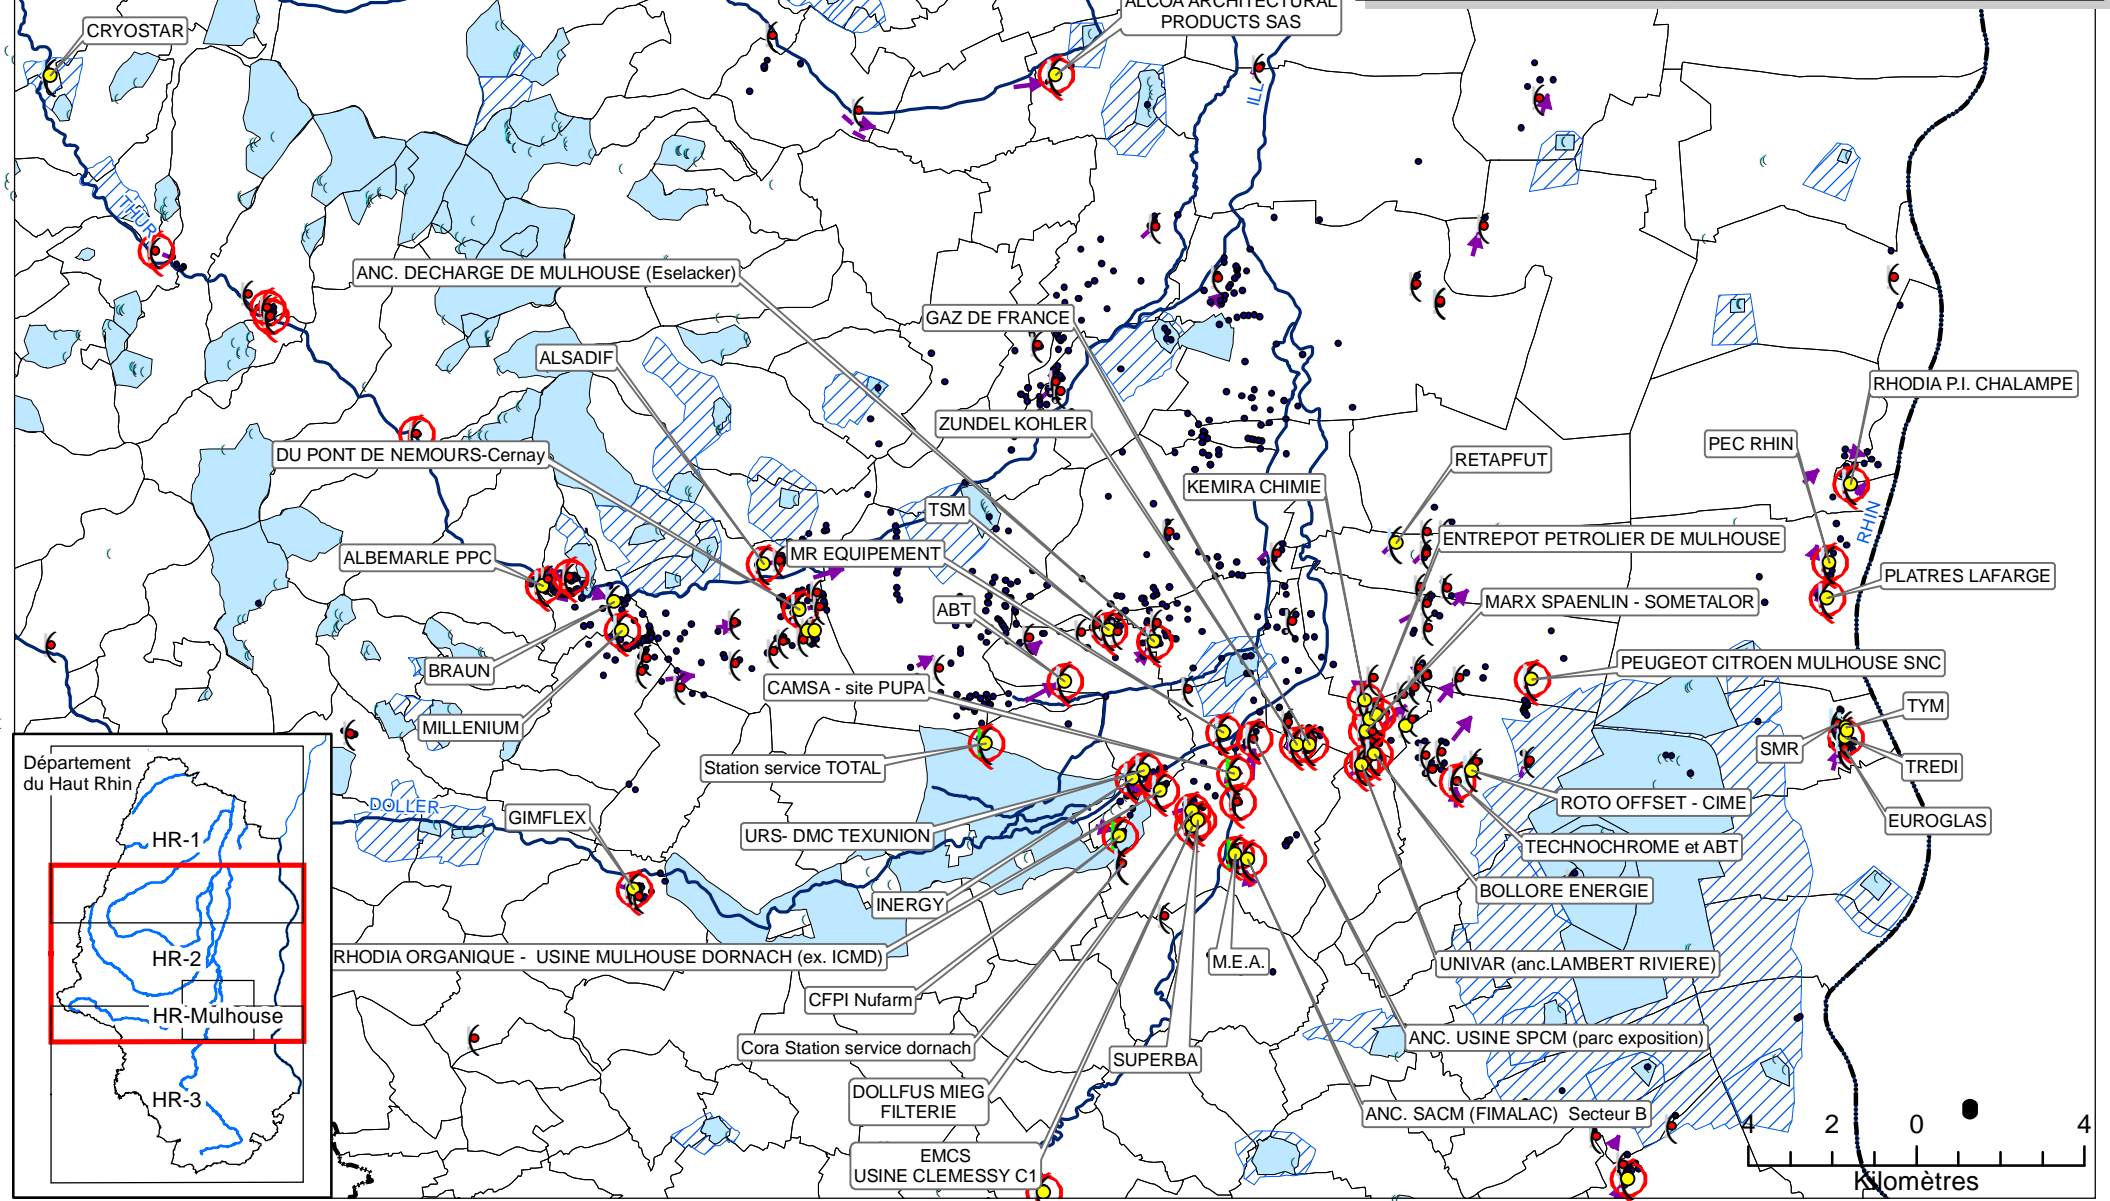 ALCOA ARCHITECTURAL
PRODUCTS SAS
CRYOSTAR
ILL
THUR
ANC. DECHARGE DE MULHOUSE (Eselacker)
GAZ DE FRANCE
ALSADIF
RHODIA P.I. CHALAMPE
ZUNDEL KOHLER
PEC RHIN
DU PONT DE NEMOURS-Cernay
RETAPFUT
KEMIRA CHIMIE
TSM
RHIN
ENTREPOT PETROLIER DE MULHOUSE
MR EQUIPEMENT
ALBEMARLE PPC
PLATRES LAFARGE
MARX SPAENLIN - SOMETALOR
ABT
PEUGEOT CITROEN MULHOUSE SNC
BRAUN
CAMSA - site PUPA
TYM
MILLENIUM
SMR
Station service TOTAL
TREDI
Département
du Haut Rhin
ROTO OFFSET - CIME
DOLLER
GIMFLEX
EUROGLAS
URS- DMC TEXUNION
HR-1
TECHNOCHROME et ABT
BOLLORE ENERGIE
INERGY
RHODIA ORGANIQUE - USINE MULHOUSE DORNACH (ex. ICMD)
HR-2
M.E.A.
UNIVAR (anc.LAMBERT RIVIERE)
CFPI Nufarm
HR-Mulhouse
ANC. USINE SPCM (parc exposition)
Cora Station service dornach
SUPERBA
DOLLFUS MIEG
FILTERIE
HR-3
ANC. SACM (FIMALAC) Secteur B
4 2 0 4
EMCS
USINE CLEMESSY C1
Kilomètres